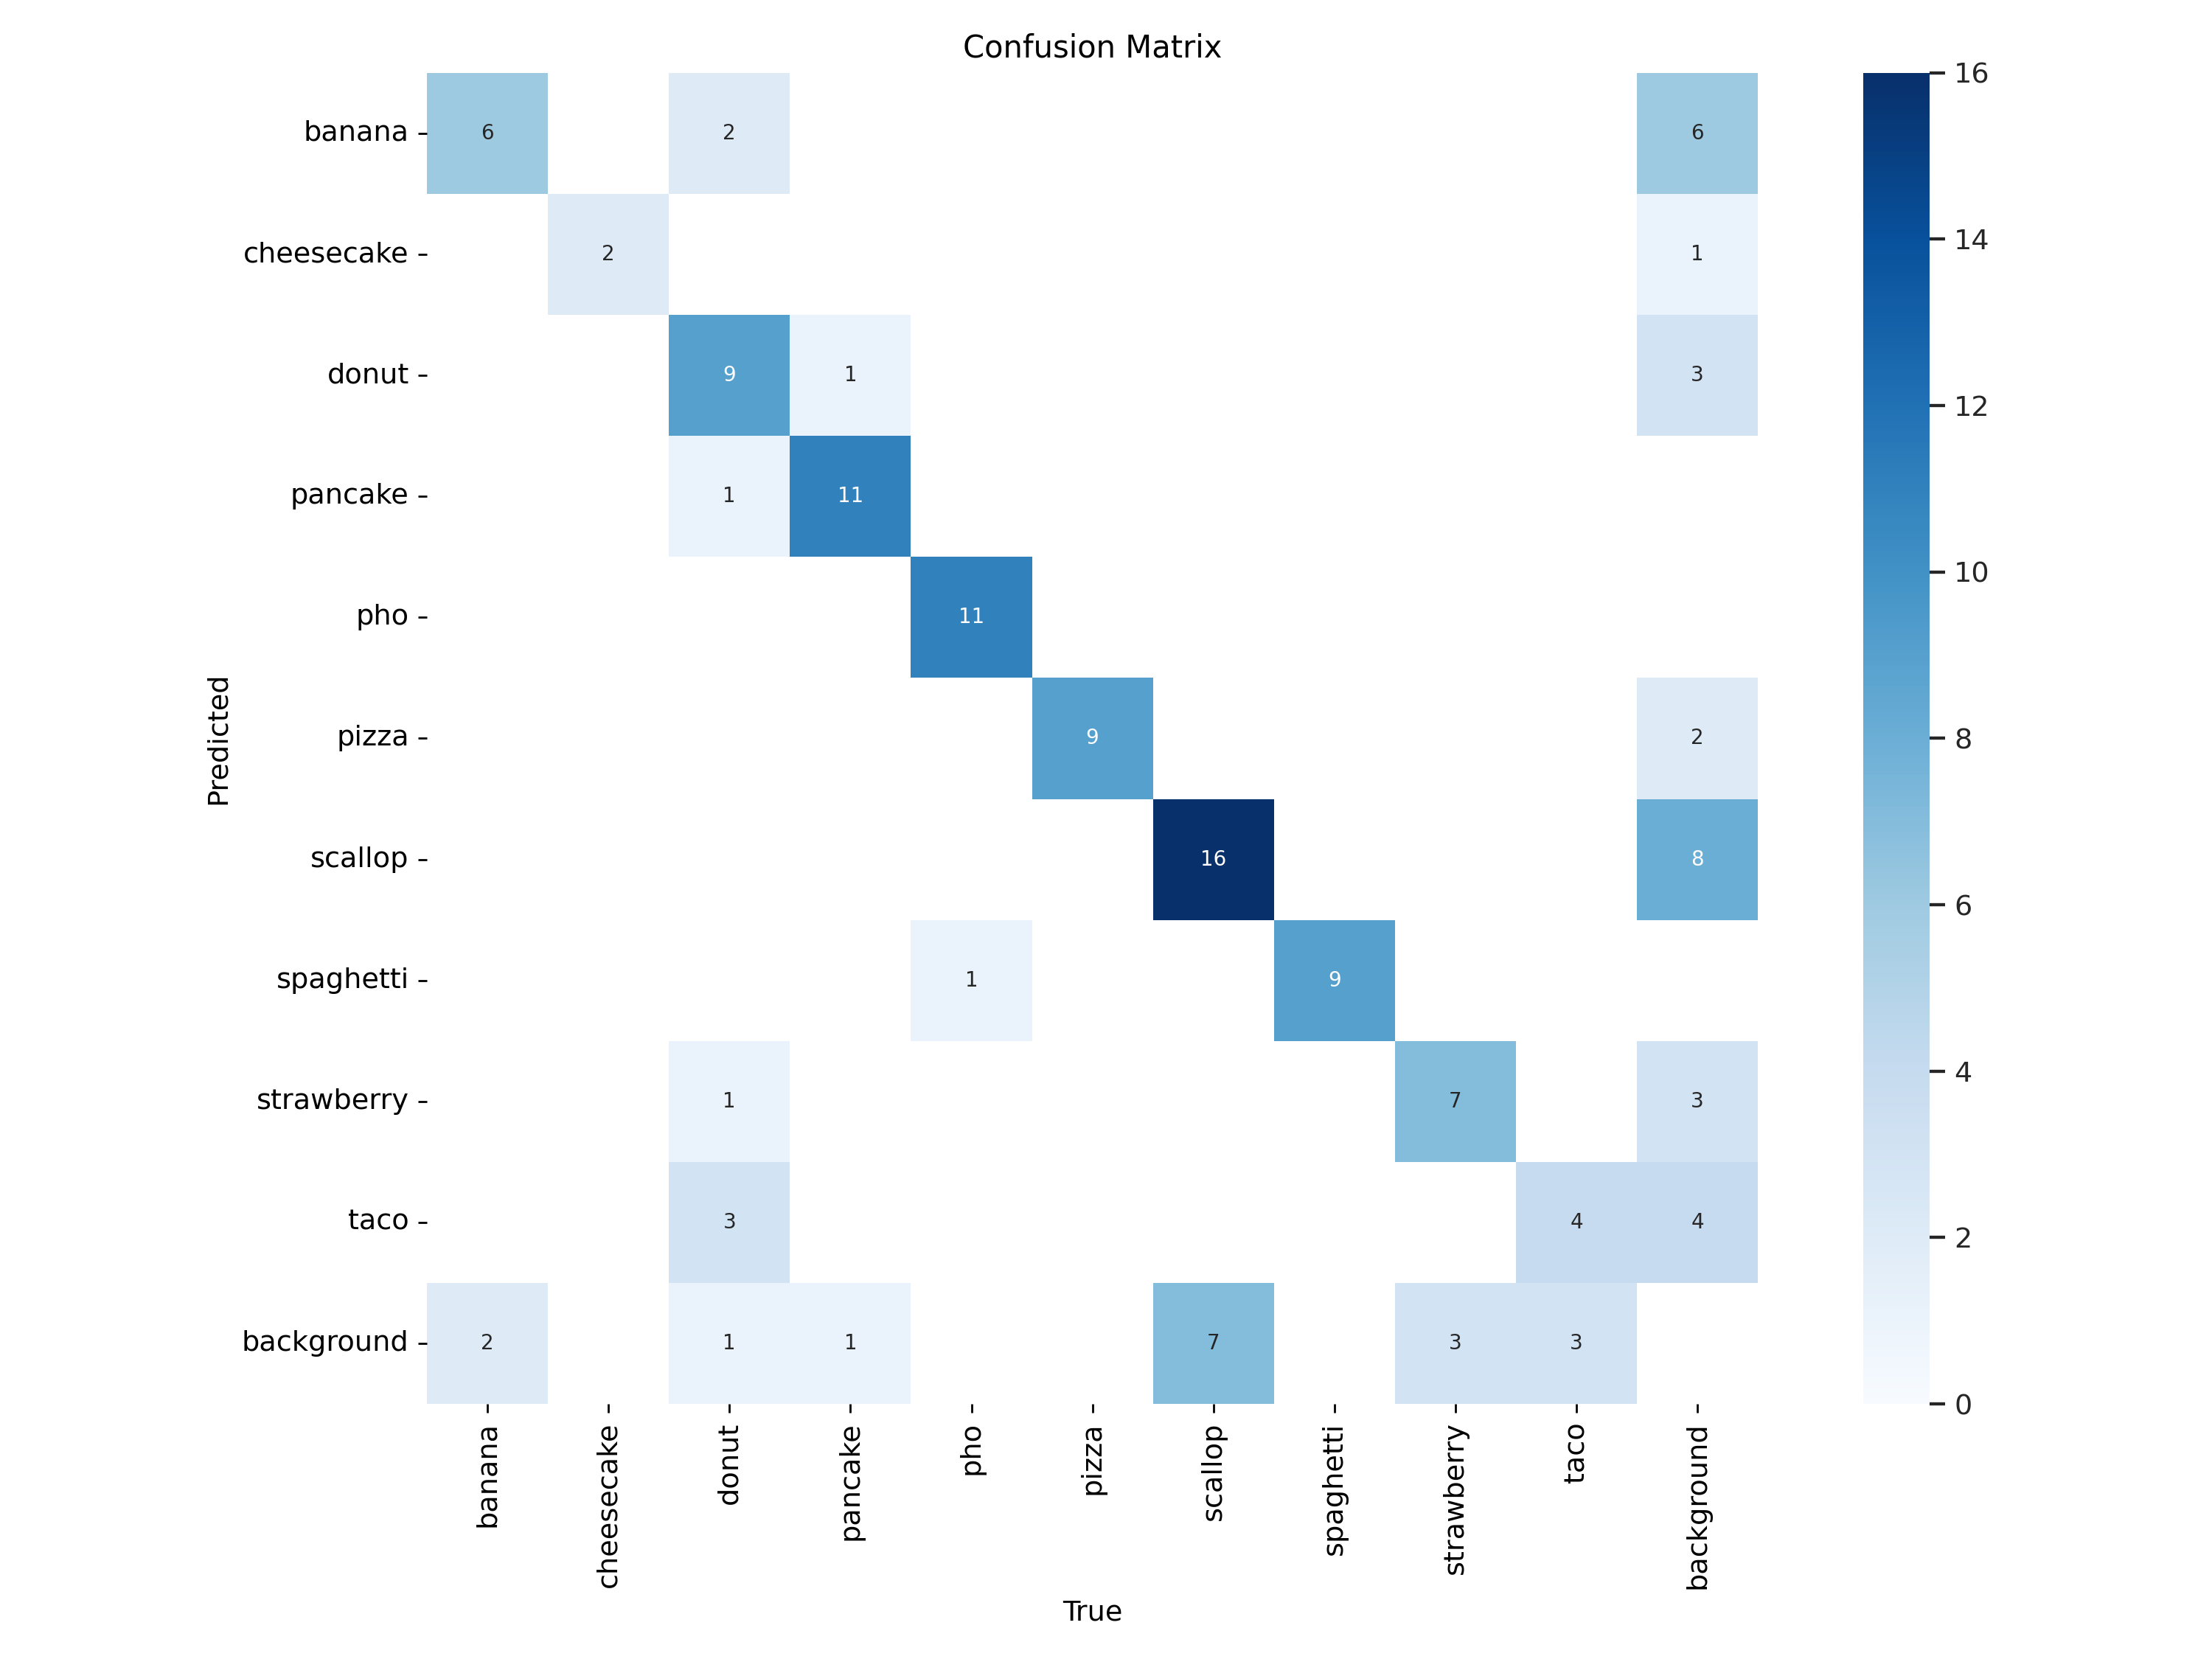 Confusion Matrix
banana 6 2 6
cheesecake 2 1
donut 9 1 3
pancake 1 11
pho 11
pizza 9 2
scallop 16 8
spaghetti 1 9
strawberry 1 7 3
taco 3 4 4
background 2 1 1 7 3 3
Predicted
banana
cheesecake
donut
pancake
pho
pizza
scallop
spaghetti
strawberry
taco
background
True
16
14
12
10
8
6
4
2
0